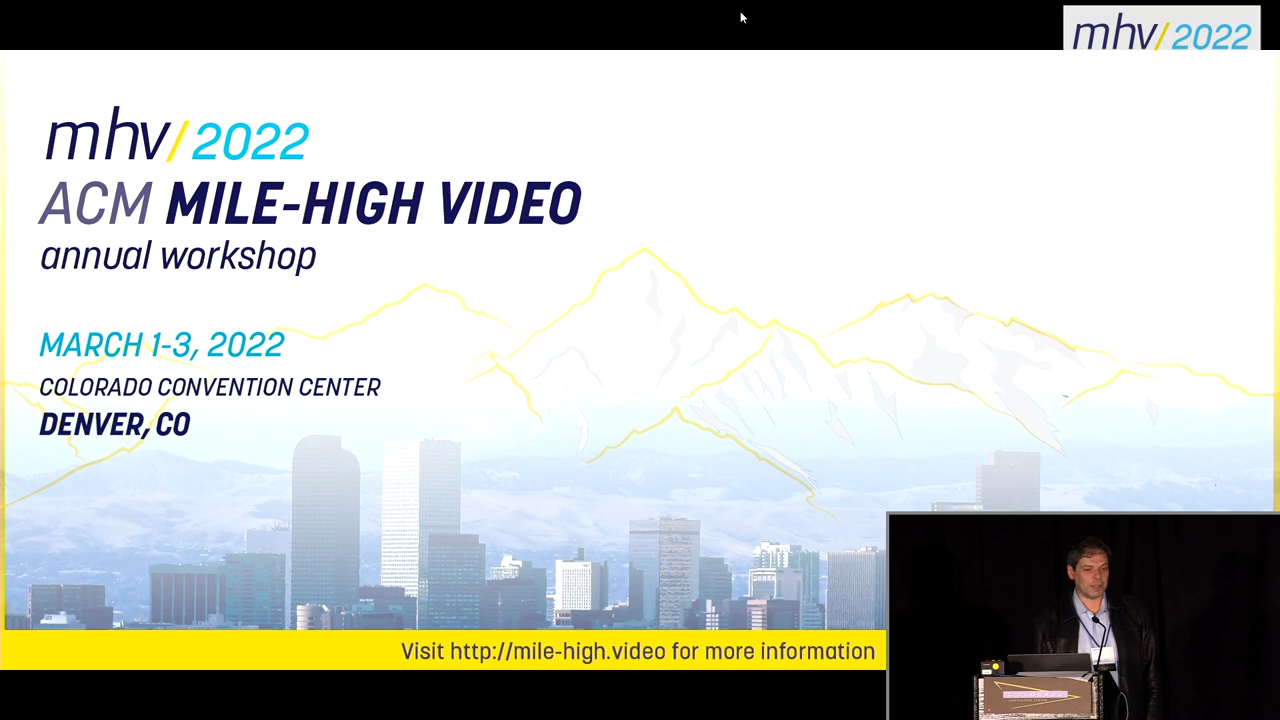 mhv/2022
mhv/2022
ACM MILE-HIGH VIDEO
annual workshop
MARCH 1-3, 2022
COLORADO CONVENTION CENTER
DENVER, CO
Visit http://mile-high.video for more information
COLORADO